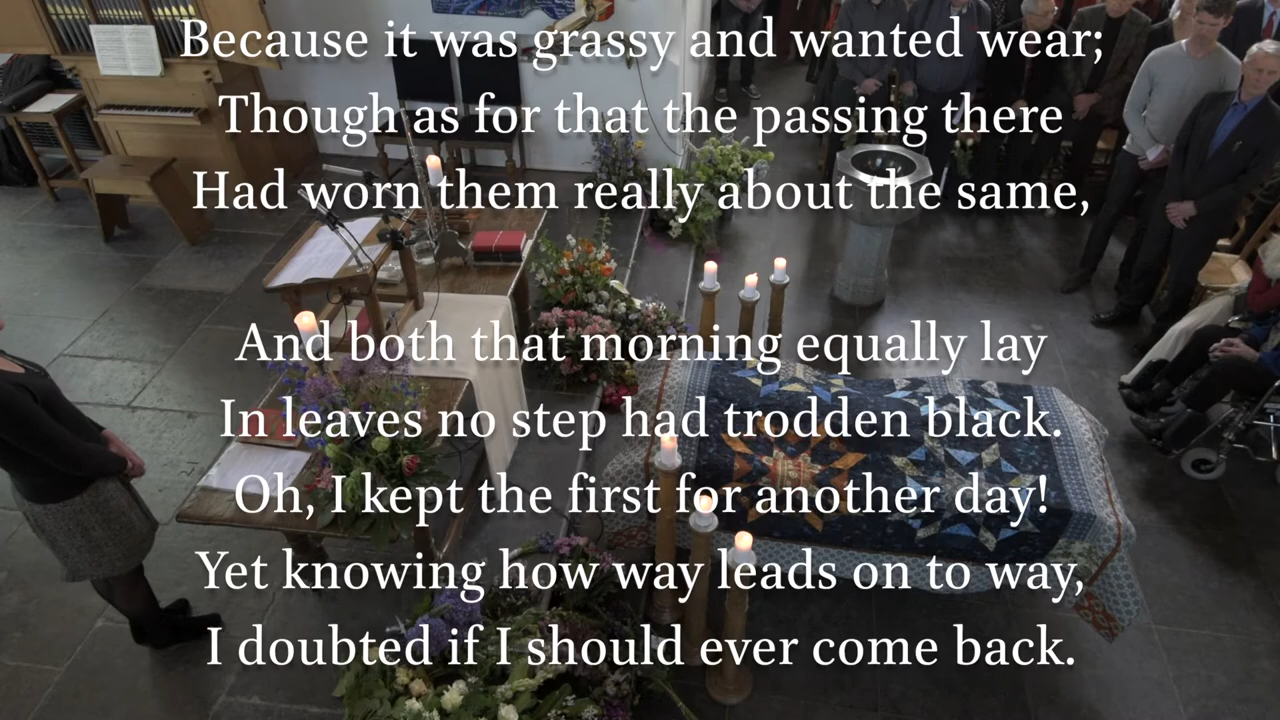 Because it was grassy and wanted wear;
Though as for that the passing there
Had worn them really about the same,
And both that morning equally lay
In leaves no step had trodden black.
Oh, I kept the first for another day!
Yet knowing how way leads on to way,
I doubted if I should ever come back.